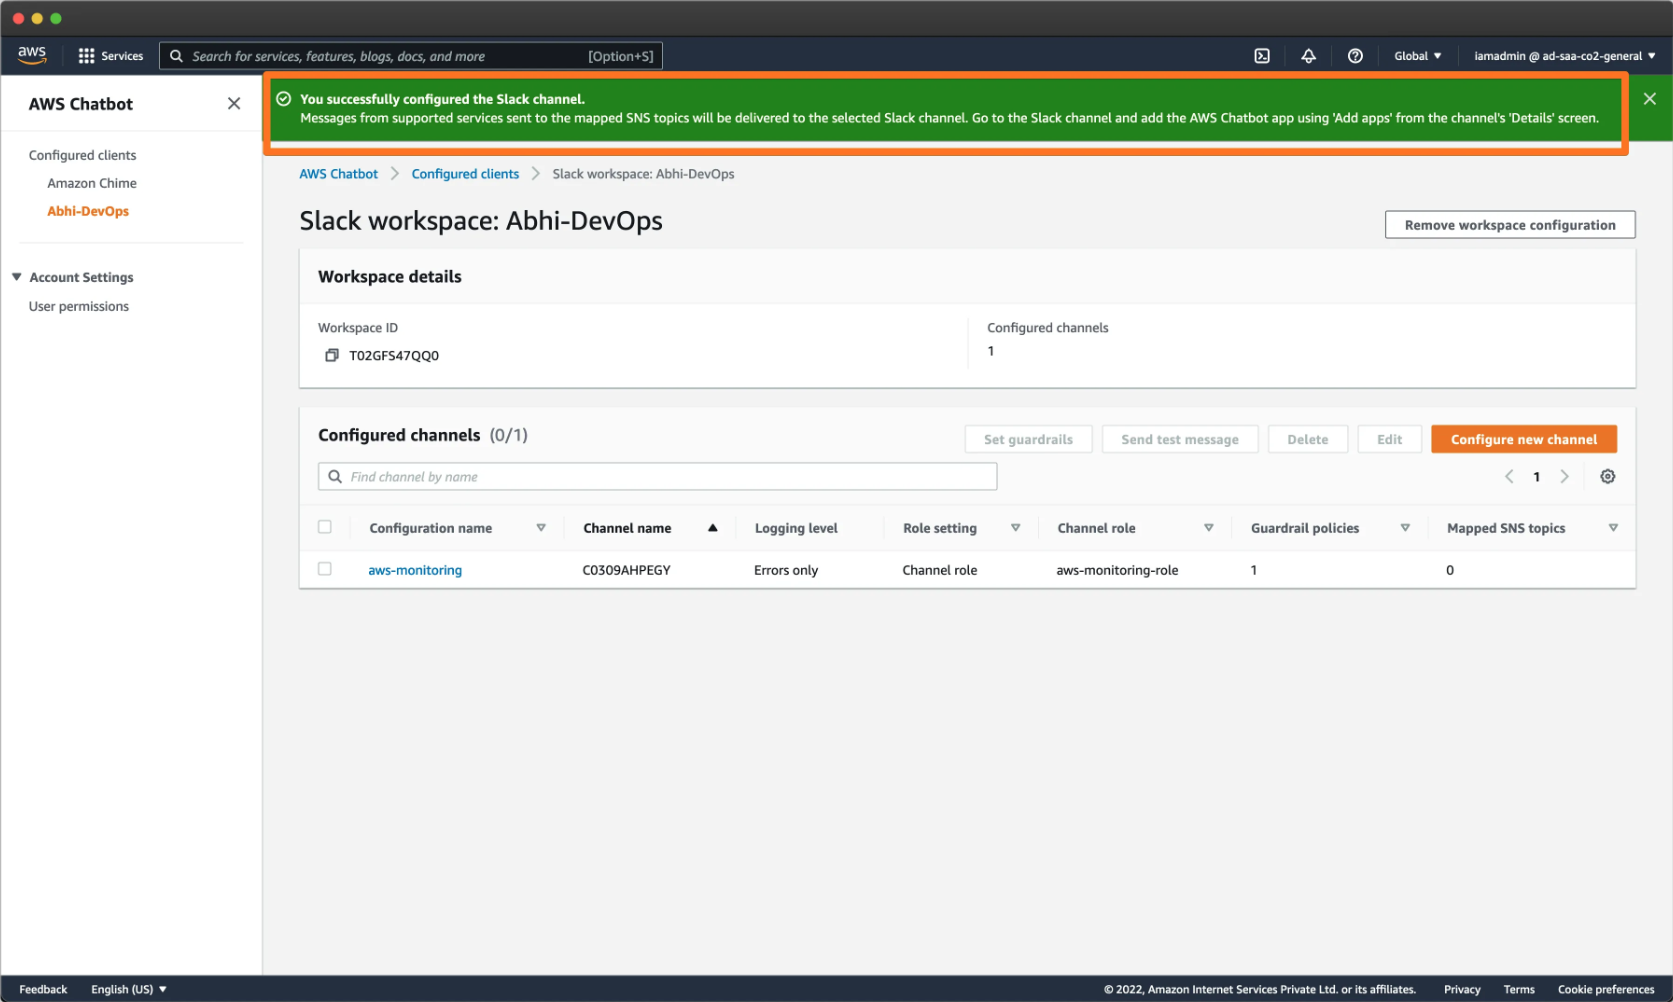 aws
Services
Search for services, features, blogs, docs, and more
[Option+S]
Global
iamadmin @ ad-saa-co2-general
AWS Chatbot
Configured clients
Amazon Chime
Abhi-DevOps
Account Settings
User permissions
You successfully configured the Slack channel.
Messages from supported services sent to the mapped SNS topics will be delivered to the selected Slack channel. Go to the Slack channel and add the AWS Chatbot app using 'Add apps' from the channel's 'Details' screen.
AWS Chatbot > Configured clients > Slack workspace: Abhi-DevOps
Slack workspace: Abhi-DevOps
Remove workspace configuration
Workspace details
Workspace ID
T02GFS47QQ0
Configured channels
1
Configured channels (0/1)
Set guardrails
Send test message
Delete
Edit
Configure new channel
Find channel by name
1
Configuration name Channel name Logging level Role setting Channel role Guardrail policies Mapped SNS topics
aws-monitoring C0309AHPEGY Errors only Channel role aws-monitoring-role 1 0
Feedback English (US) © 2022, Amazon Internet Services Private Ltd. or its affiliates. Privacy Terms Cookie preferences